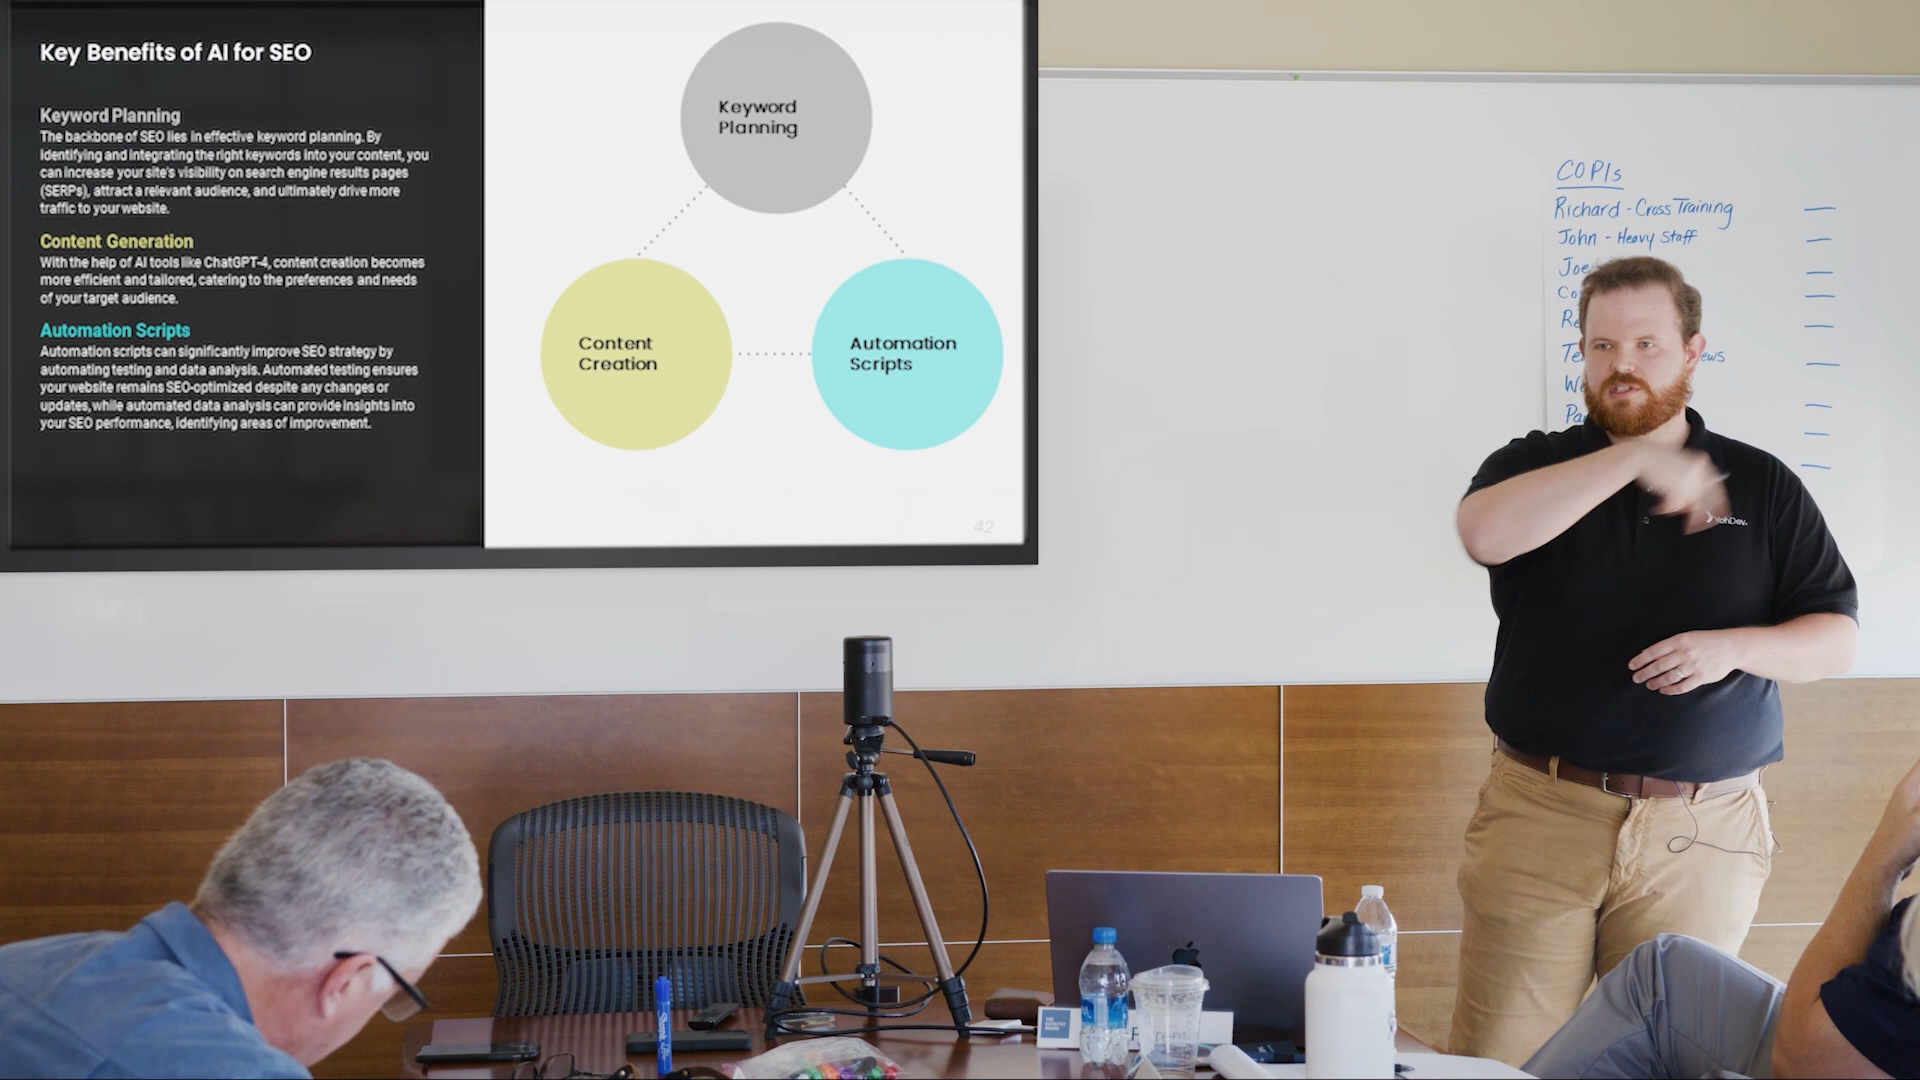 Key Benefits of AI for SEO
Keyword Planning
The backbone of SEO lies in effective keyword planning. By
identifying and integrating the right keywords into your content, you
can increase your site's visibility on search engine results pages
(SERPs), attract a relevant audience, and ultimately drive more
traffic to your website.
Content Generation
With the help of AI tools like ChatGPT-4, content creation becomes
more efficient and tailored, catering to the preferences and needs
of your target audience.
Automation Scripts
Automation scripts can significantly improve SEO strategy by
automating testing and data analysis. Automated testing ensures
your website remains SEO-optimized despite any changes or
updates, while automated data analysis can provide insights into
your SEO performance, identifying areas of improvement.
Keyword
Planning
Content
Creation
Automation
Scripts
42
COPIs
Richard - Cross Training
John - Heavy Staff
Joe
YohDev.